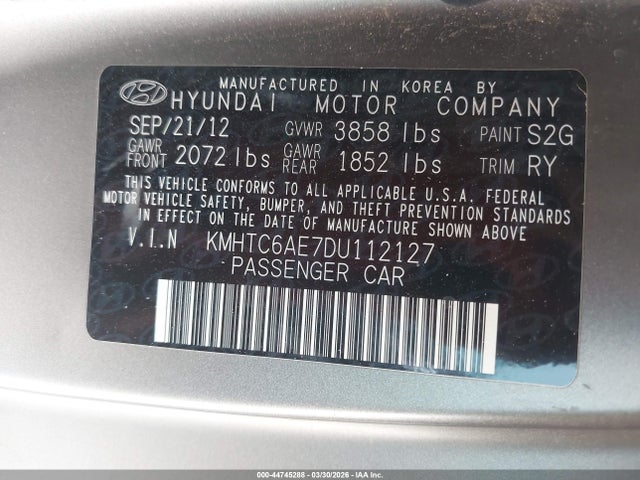 MANUFACTURED IN KOREA BY
HYUNDAI MOTOR COMPANY
SEP/21/12 GVWR 3858 lbs PAINT S2G
GAWR FRONT 2072 lbs GAWR REAR 1852 lbs TRIM RY
THIS VEHICLE CONFORMS TO ALL APPLICABLE U.S.A. FEDERAL
MOTOR VEHICLE SAFETY, BUMPER, AND THEFT PREVENTION STANDARDS
IN EFFECT ON THE DATE OF MANUFACTURE SHOWN ABOVE
V.I.N KMHTC6AE7DU112127
PASSENGER CAR
000-44745288 - 03/30/2026 - IAA Inc.